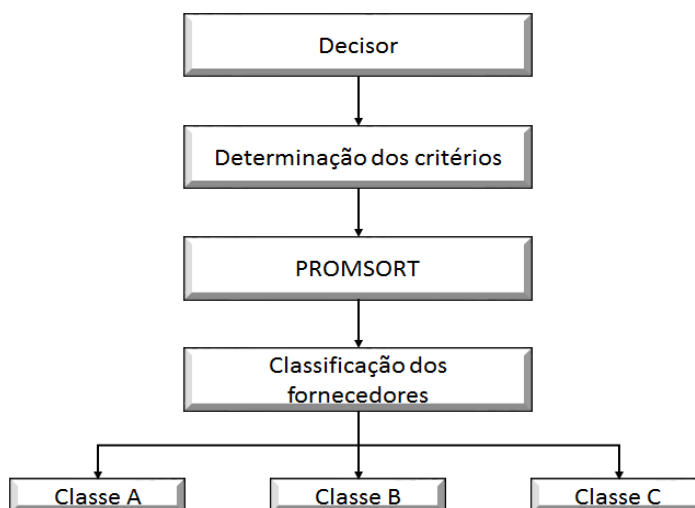 Decisor
Determinação dos critérios
PROMSORT
Classificação dos
fornecedores
Classe A
Classe B
Classe C